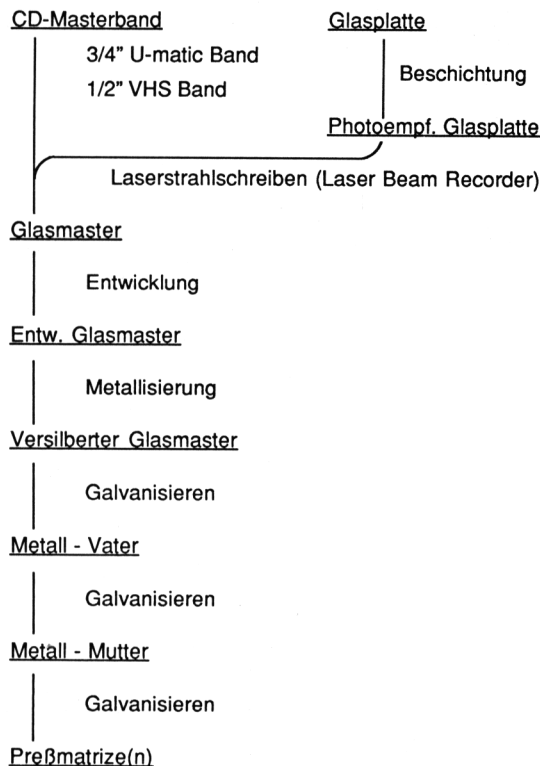 CD-Masterband
3/4" U-matic Band
1/2" VHS Band
Glasplatte
Beschichtung
Photoempf. Glasplatte
Laserstrahlschreiben (Laser Beam Recorder)
Glasmaster
Entwicklung
Entw. Glasmaster
Metallisierung
Versilberter Glasmaster
Galvanisieren
Metall - Vater
Galvanisieren
Metall - Mutter
Galvanisieren
Preßmatrize(n)